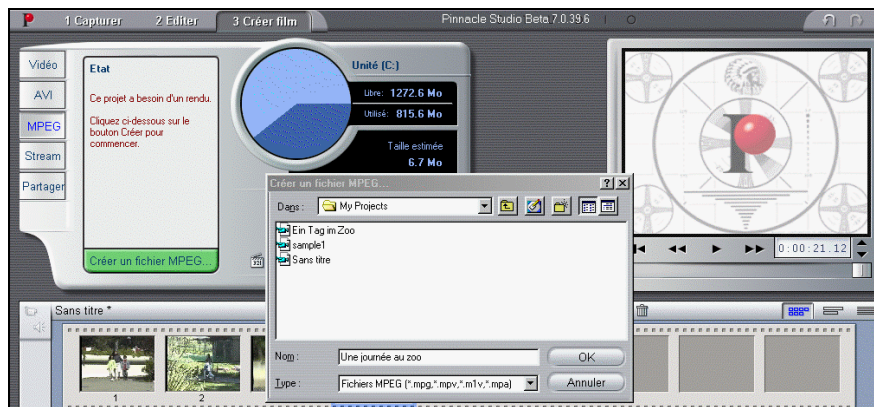 1 Capturer 2 Editer 3 Créer film Pinnacle Studio Beta 7.0.39.6
Vidéo
AVI
MPEG
Stream
Partager
Etat
Ce projet a besoin d'un rendu.
Cliquez ci-dessous sur le
bouton Créer pour
commencer.
Créer un fichier MPEG...
Unité (C:)
Libre: 1272.6 Mo
Utilisé: 815.6 Mo
Taille estimée
6.7 Mo
Créer un fichier MPEG...
Dans : My Projects
Ein Tag im Zoo
sample1
Sans titre
Nom : Une journée au zoo OK
Type : Fichiers MPEG (*.mpg,*.mpv,*.m1v,*.mpa) Annuler
0:00:21.12
Sans titre *
1 2